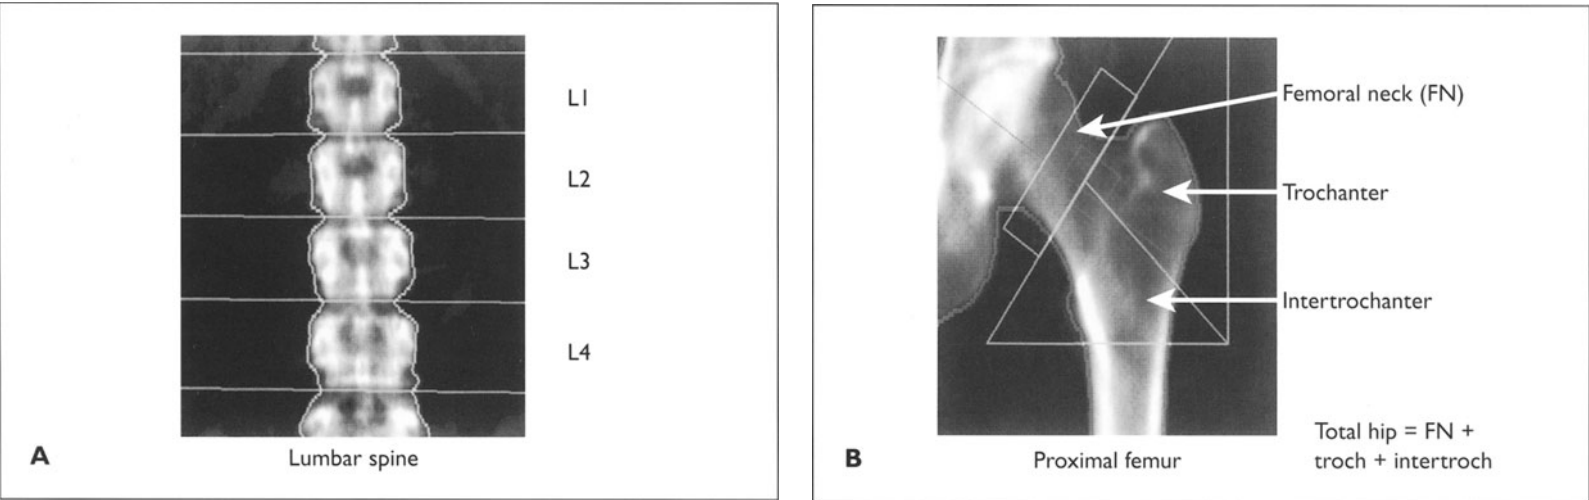 L1
L2
L3
L4
A
Lumbar spine
Femoral neck (FN)
Trochanter
Intertrochanter
B
Proximal femur
Total hip = FN +
troch + intertroch